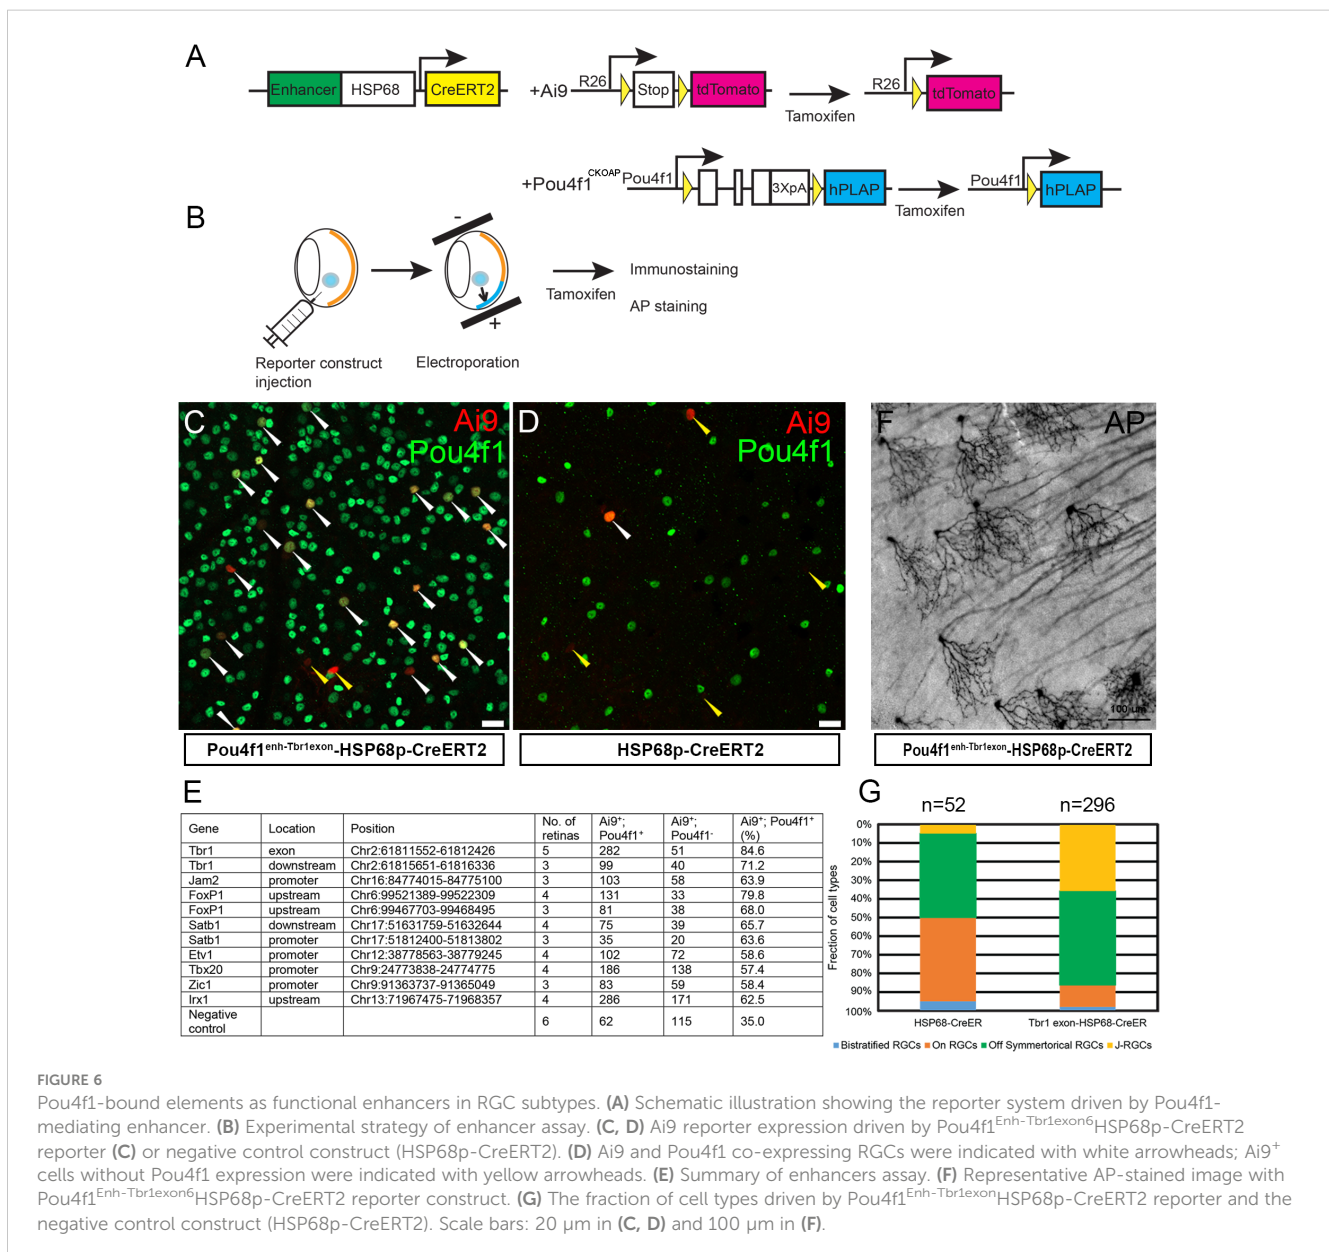 A
Enhancer HSP68 CreERT2
+Ai9 R26 Stop tdTomato
Tamoxifen
R26 tdTomato
+Pou4f1CKOAP Pou4f1 3XpA hPLAP
Tamoxifen
Pou4f1 hPLAP
B
-
+
Reporter construct
injection
Electroporation
Tamoxifen
Immunostaining
AP staining
C
Ai9
Pou4f1
Pou4f1enh-Tbr1exon-HSP68p-CreERT2
D
Ai9
Pou4f1
HSP68p-CreERT2
F
AP
100 um
Pou4f1enh-Tbr1exon-HSP68p-CreERT2
E
Gene Location Position No. of retinas Ai9+; Pou4f1+ Ai9+; Pou4f1- Ai9+; Pou4f1+ (%)
Tbr1 exon Chr2:61811552-61812426 5 282 51 84.6
Tbr1 downstream Chr2:61815651-61816336 3 99 40 71.2
Jam2 promoter Chr16:84774015-84775100 3 103 58 63.9
FoxP1 upstream Chr6:99521389-99522309 4 131 33 79.8
FoxP1 upstream Chr6:99467703-99468495 3 81 38 68.0
Satb1 downstream Chr17:51631759-51632644 4 75 39 65.7
Satb1 promoter Chr17:51812400-51813802 3 35 20 63.6
Etv1 promoter Chr12:38778563-38779245 4 102 72 58.6
Tbx20 promoter Chr9:24773838-24774775 4 186 138 57.4
Zic1 promoter Chr9:91363737-91365049 3 83 59 58.4
Irx1 upstream Chr13:71967475-71968357 4 286 171 62.5
Negative control 6 62 115 35.0
G
n=52 n=296
Frection of cell types
0%
10%
20%
30%
40%
50%
60%
70%
80%
90%
100%
HSP68-CreER Tbr1 exon-HSP68-CreER
Bistratified RGCs On RGCs Off Symmertorical RGCs J-RGCs
FIGURE 6
Pou4f1-bound elements as functional enhancers in RGC subtypes. (A) Schematic illustration showing the reporter system driven by Pou4f1-
mediating enhancer. (B) Experimental strategy of enhancer assay. (C, D) Ai9 reporter expression driven by Pou4f1Enh-Tbr1exon6HSP68p-CreERT2
reporter (C) or negative control construct (HSP68p-CreERT2). (D) Ai9 and Pou4f1 co-expressing RGCs were indicated with white arrowheads; Ai9+
cells without Pou4f1 expression were indicated with yellow arrowheads. (E) Summary of enhancers assay. (F) Representative AP-stained image with
Pou4f1Enh-Tbr1exon6HSP68p-CreERT2 reporter construct. (G) The fraction of cell types driven by Pou4f1Enh-Tbr1exonHSP68p-CreERT2 reporter and the
negative control construct (HSP68p-CreERT2). Scale bars: 20 µm in (C, D) and 100 µm in (F).